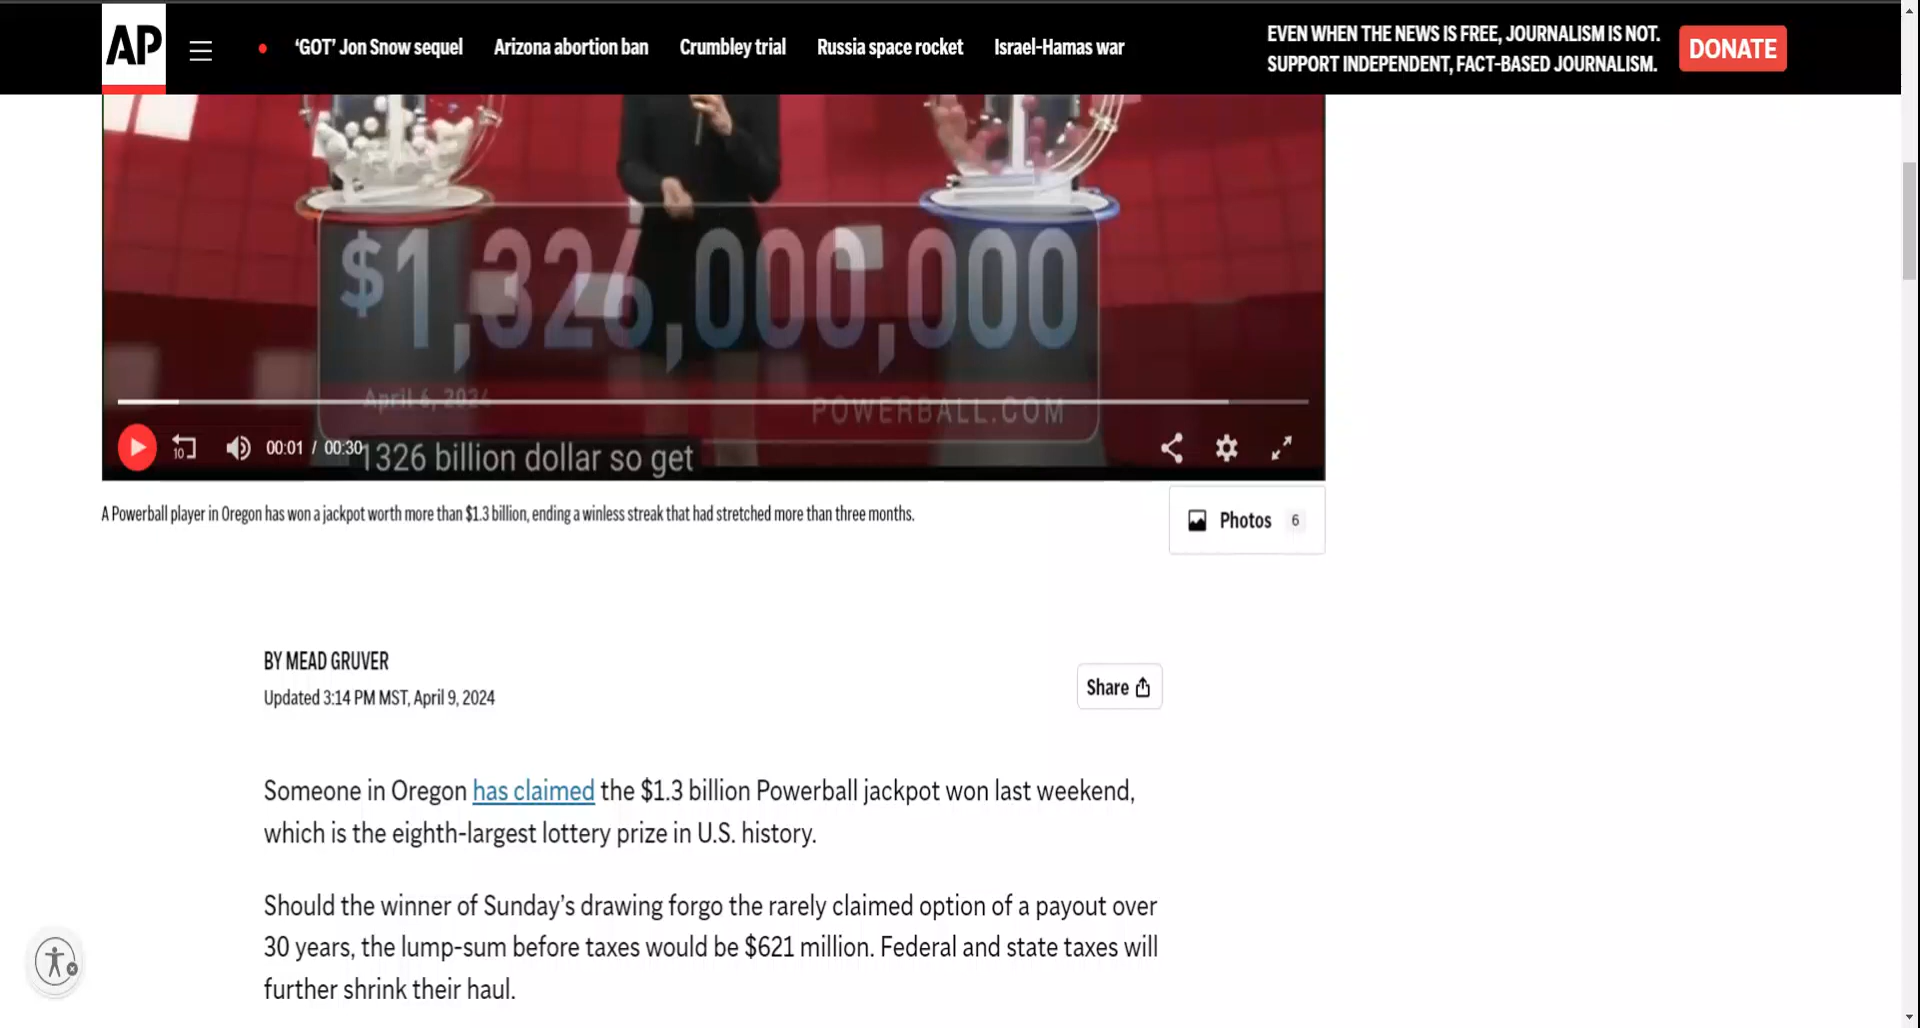 AP
‘GOT’ Jon Snow sequel
Arizona abortion ban
Crumbley trial
Russia space rocket
Israel-Hamas war
EVEN WHEN THE NEWS IS FREE, JOURNALISM IS NOT.
SUPPORT INDEPENDENT, FACT-BASED JOURNALISM.
DONATE
$1,326,000,000
April 6, 2024
POWERBALL.COM
10
00:01 / 00:30
1326 billion dollar so get
A Powerball player in Oregon has won a jackpot worth more than $1.3 billion, ending a winless streak that had stretched more than three months.
Photos 6
BY MEAD GRUVER
Updated 3:14 PM MST, April 9, 2024
Share
Someone in Oregon has claimed the $1.3 billion Powerball jackpot won last weekend,
which is the eighth-largest lottery prize in U.S. history.
Should the winner of Sunday’s drawing forgo the rarely claimed option of a payout over
30 years, the lump-sum before taxes would be $621 million. Federal and state taxes will
further shrink their haul.